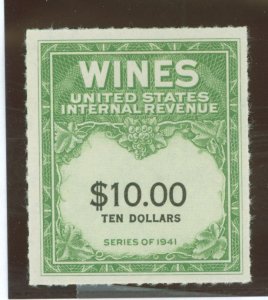 WINES
UNITED STATES
INTERNAL REVENUE
$10.00
TEN DOLLARS
SERIES OF 1941